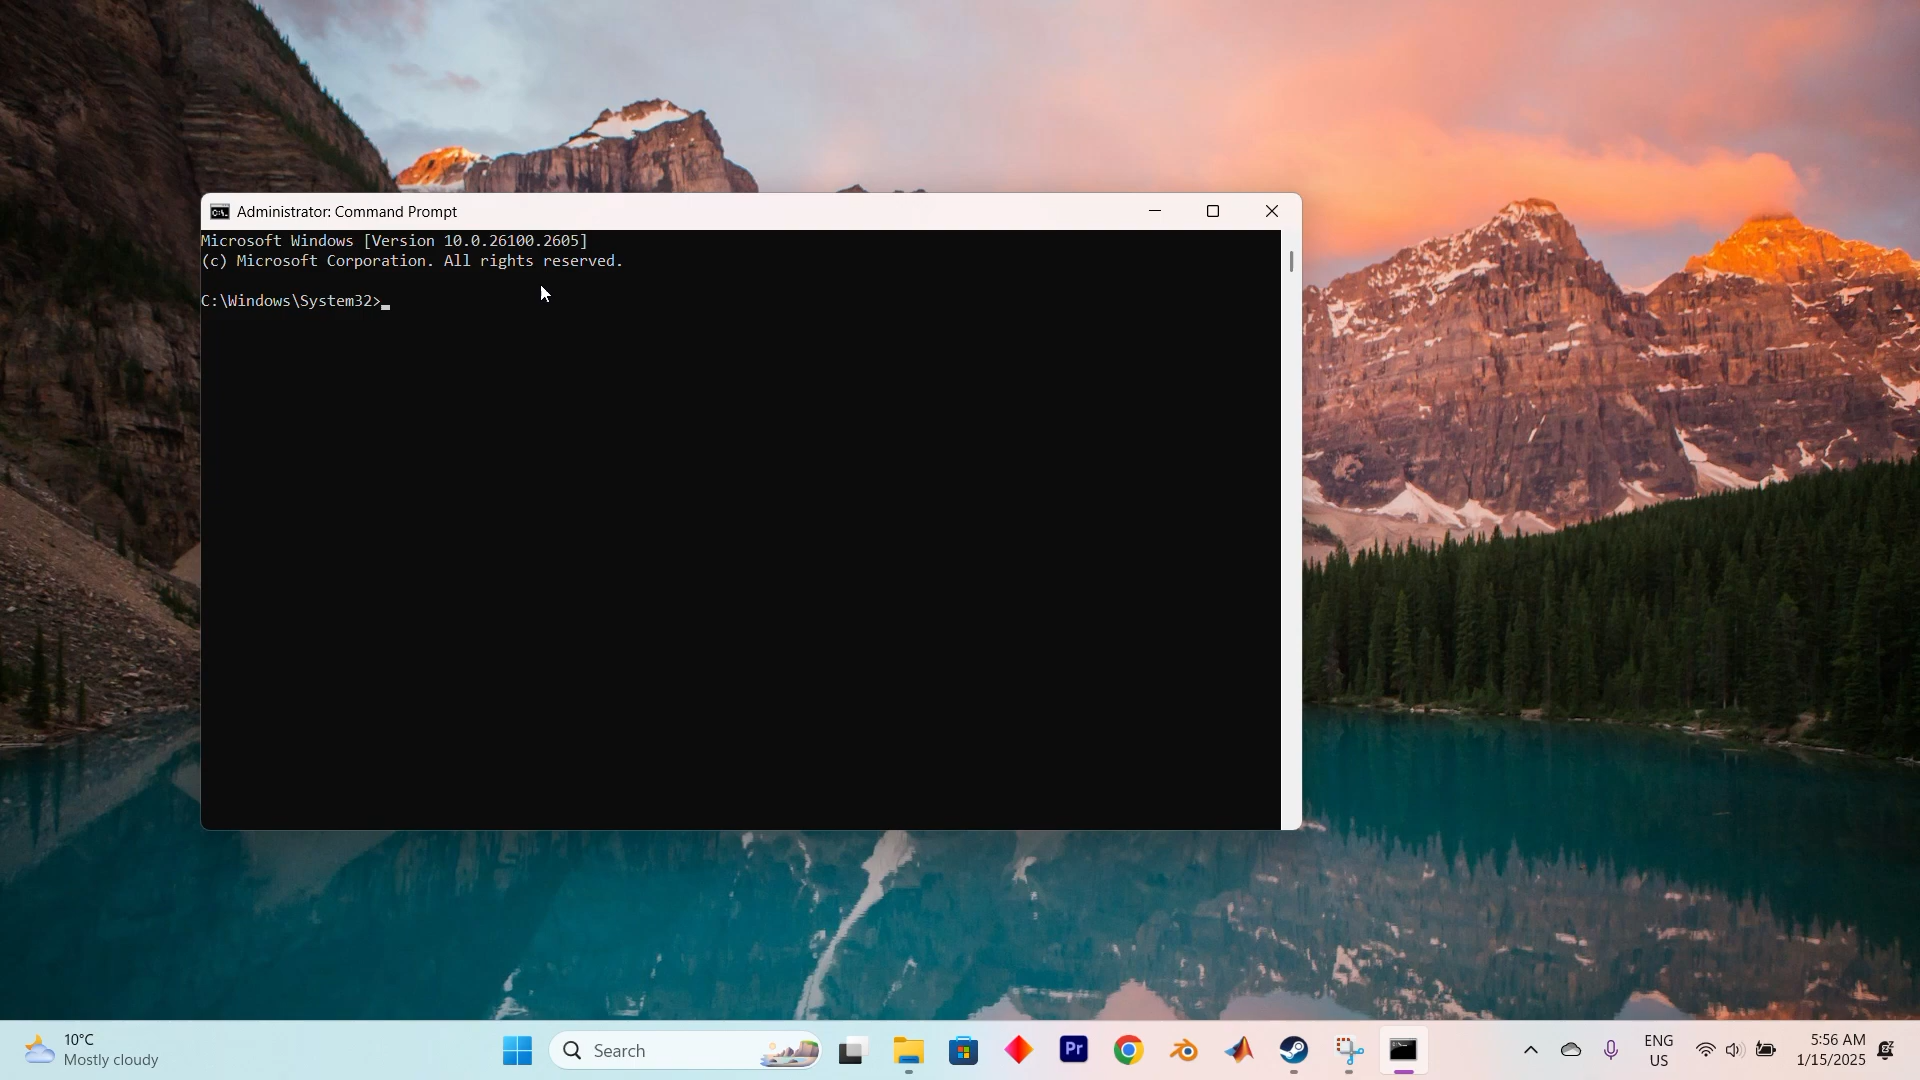 Administrator: Command Prompt
Microsoft Windows [Version 10.0.26100.2605]
(c) Microsoft Corporation. All rights reserved.
C:\Windows\System32>
10°C
Mostly cloudy
Search
Pr
ENG
US
5:56 AM
1/15/2025